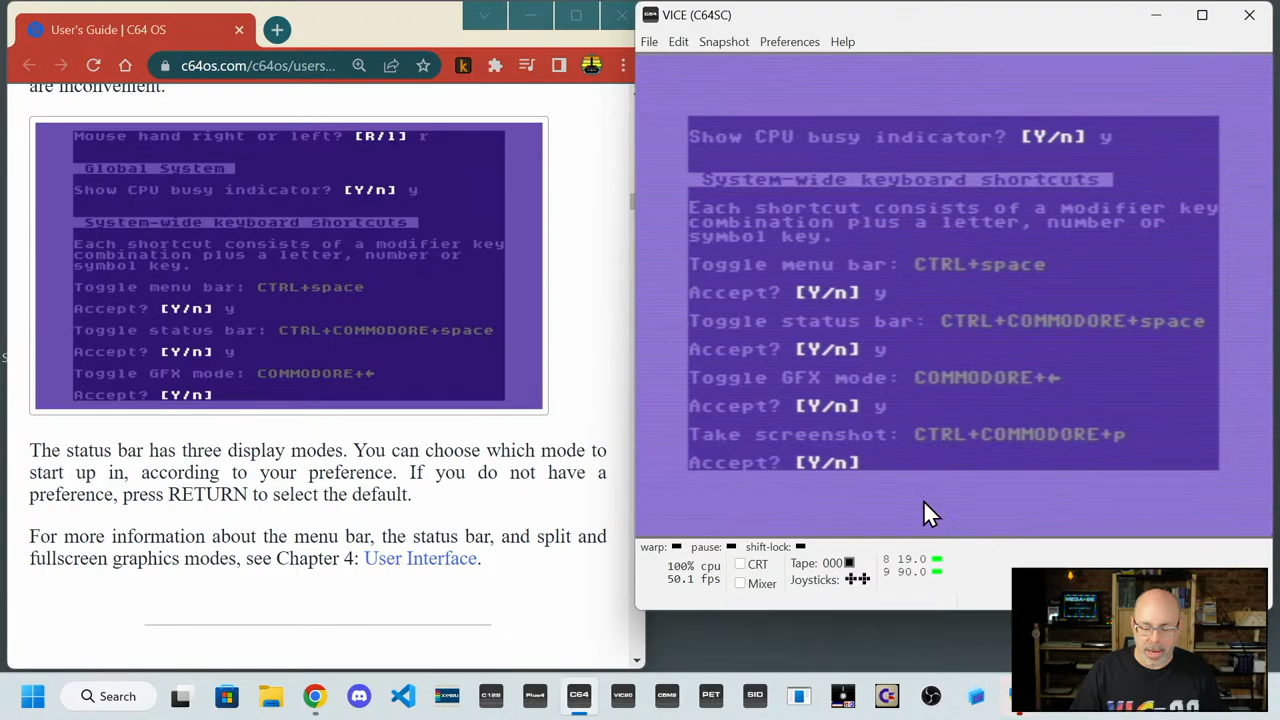 User's Guide | C64 OS
c64os.com/c64os/users...
are inconvenient.
Mouse hand right or left? [R/l] r
Global System
Show CPU busy indicator? [Y/n] y
System-wide keyboard shortcuts
Each shortcut consists of a modifier key
combination plus a letter, number or
symbol key.
Toggle menu bar: CTRL+space
Accept? [Y/n] y
Toggle status bar: CTRL+COMMODORE+space
Accept? [Y/n] y
Toggle GFX mode: COMMODORE+←
Accept? [Y/n]
The status bar has three display modes. You can choose which mode to
start up in, according to your preference. If you do not have a
preference, press RETURN to select the default.
For more information about the menu bar, the status bar, and split and
fullscreen graphics modes, see Chapter 4: User Interface.
VICE (C64SC)
File Edit Snapshot Preferences Help
Show CPU busy indicator? [Y/n] y
System-wide keyboard shortcuts
Each shortcut consists of a modifier key
combination plus a letter, number or
symbol key.
Toggle menu bar: CTRL+space
Accept? [Y/n] y
Toggle status bar: CTRL+COMMODORE+space
Accept? [Y/n] y
Toggle GFX mode: COMMODORE+←
Accept? [Y/n] y
Take screenshot: CTRL+COMMODORE+p
Accept? [Y/n]
warp: pause: shift-lock:
100% cpu
50.1 fps
CRT
Mixer
Tape: 000
Joysticks:
8 19.0
9 90.0
Search
C128 Plus4 C64 VIC20 CBM2 PET SID